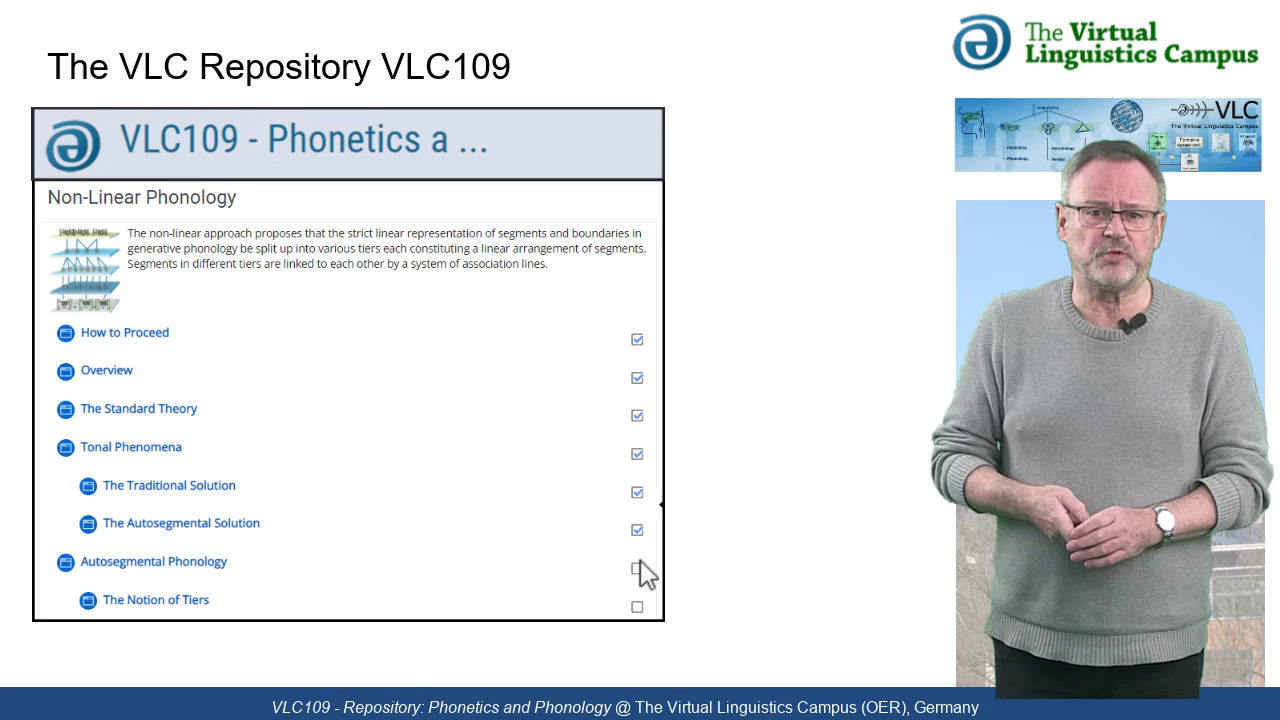 The VLC Repository VLC109
The Virtual
Linguistics Campus
VLC
The Virtual Linguistics Campus
Linguistics
Phonetics
Phonology
Morphology
VLC109 - Phonetics a ...
Non-Linear Phonology
The non-linear approach proposes that the strict linear representation of segments and boundaries in
generative phonology be split up into various tiers each constituting a linear arrangement of segments.
Segments in different tiers are linked to each other by a system of association lines.
How to Proceed
Overview
The Standard Theory
Tonal Phenomena
The Traditional Solution
The Autosegmental Solution
Autosegmental Phonology
The Notion of Tiers
VLC109 - Repository: Phonetics and Phonology @ The Virtual Linguistics Campus (OER), Germany